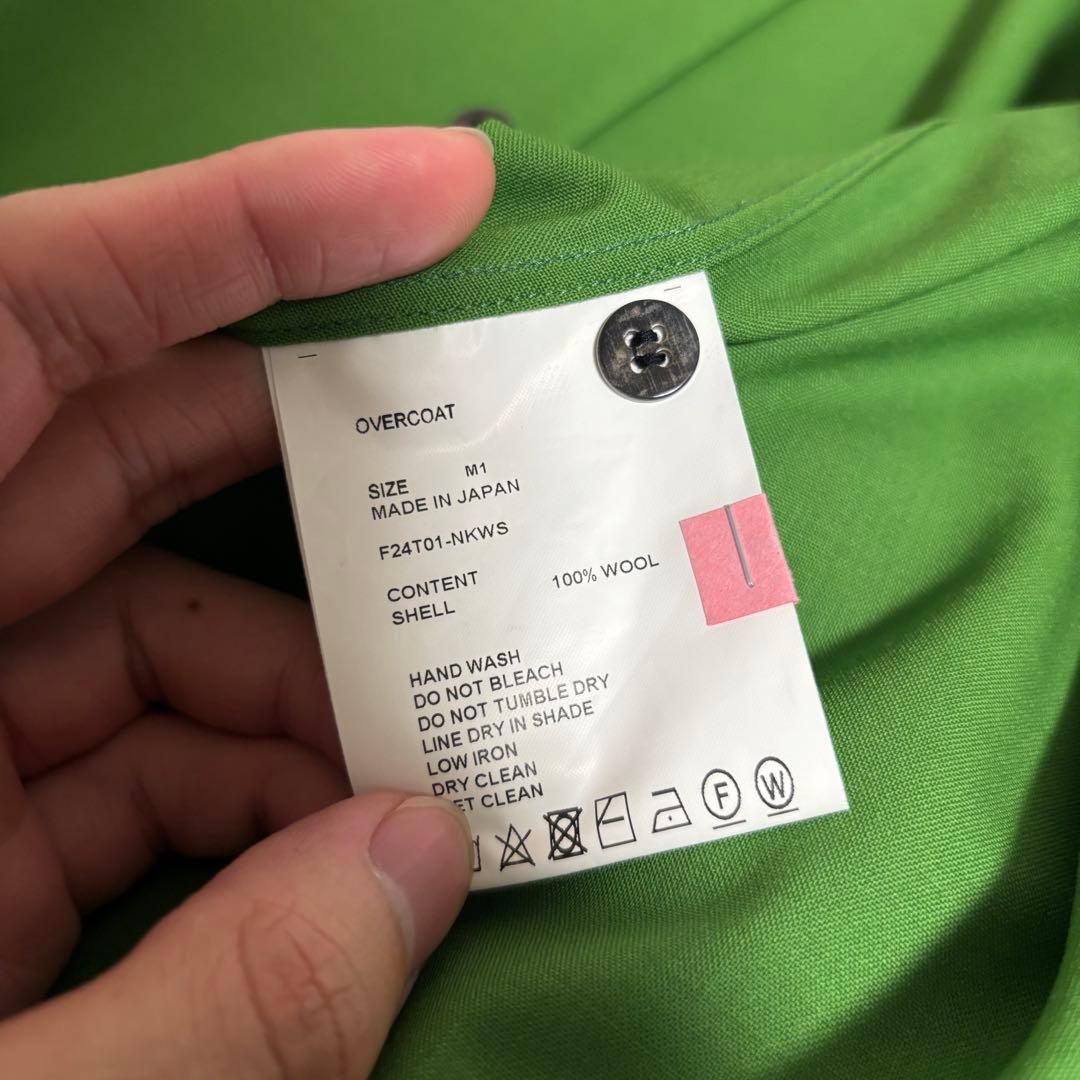 OVERCOAT
SIZE M1
MADE IN JAPAN
F24T01-NKWS
CONTENT
SHELL 100% WOOL
HAND WASH
DO NOT BLEACH
DO NOT TUMBLE DRY
LINE DRY IN SHADE
LOW IRON
DRY CLEAN
ET CLEAN
F W